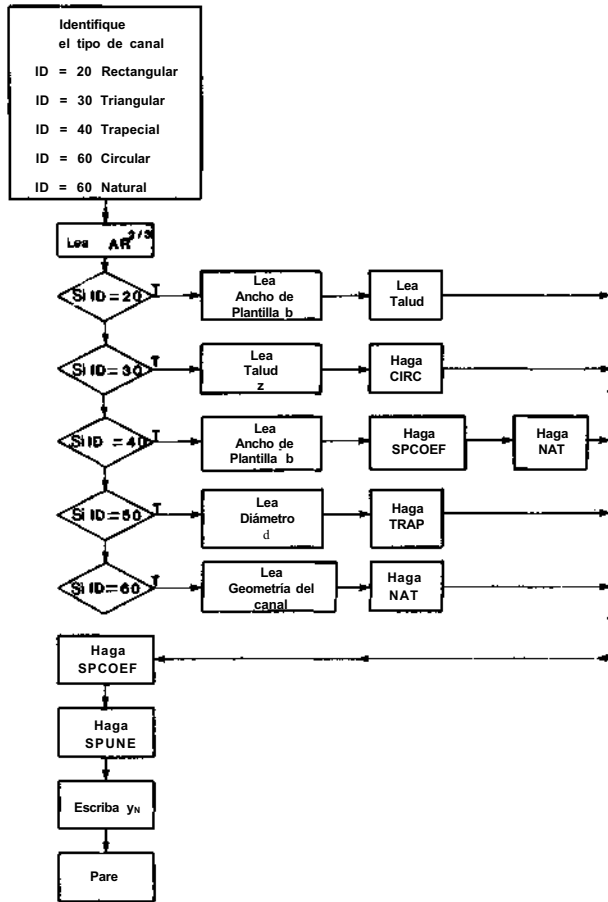 Identifique
el tipo de canal
ID = 20 Rectangular
ID = 30 Triangular
ID = 40 Trapecial
ID = 60 Circular
ID = 60 Natural
Lea AR^2/3
Si ID = 20 T
Lea
Ancho de
Plantilla b
Lea
Talud
Si ID = 30 T
Lea
Talud
z
Haga
CIRC
Si ID = 40 T
Lea
Ancho de
Plantilla b
Haga
SPCOEF
Haga
NAT
Si ID = 50 T
Lea
Diámetro
d
Haga
TRAP
Si ID = 60 T
Lea
Geometría del
canal
Haga
NAT
Haga
SPCOEF
Haga
SPUNE
Escriba yN
Pare